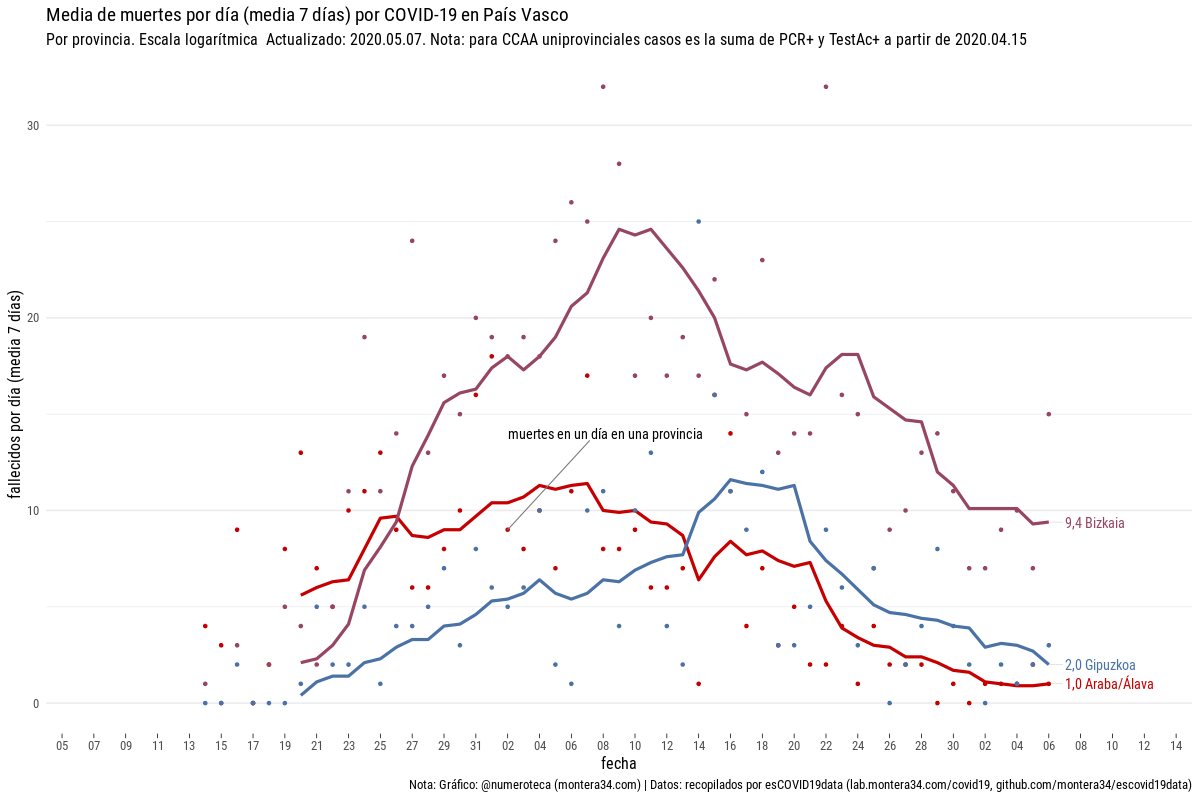 Media de muertes por día (media 7 días) por COVID-19 en País Vasco
Por provincia. Escala logarítmica  Actualizado: 2020.05.07. Nota: para CCAA uniprovinciales casos es la suma de PCR+ y TestAc+ a partir de 2020.04.15
fallecidos por día (media 7 días)
30
20
10
0
muertes en un día en una provincia
9,4 Bizkaia
2,0 Gipuzkoa
1,0 Araba/Álava
05 07 09 11 13 15 17 19 21 23 25 27 29 31 02 04 06 08 10 12 14 16 18 20 22 24 26 28 30 02 04 06 08 10 12 14
fecha
Nota: Gráfico: @numeroteca (montera34.com) | Datos: recopilados por esCOVID19data (lab.montera34.com/covid19, github.com/montera34/escovid19data)